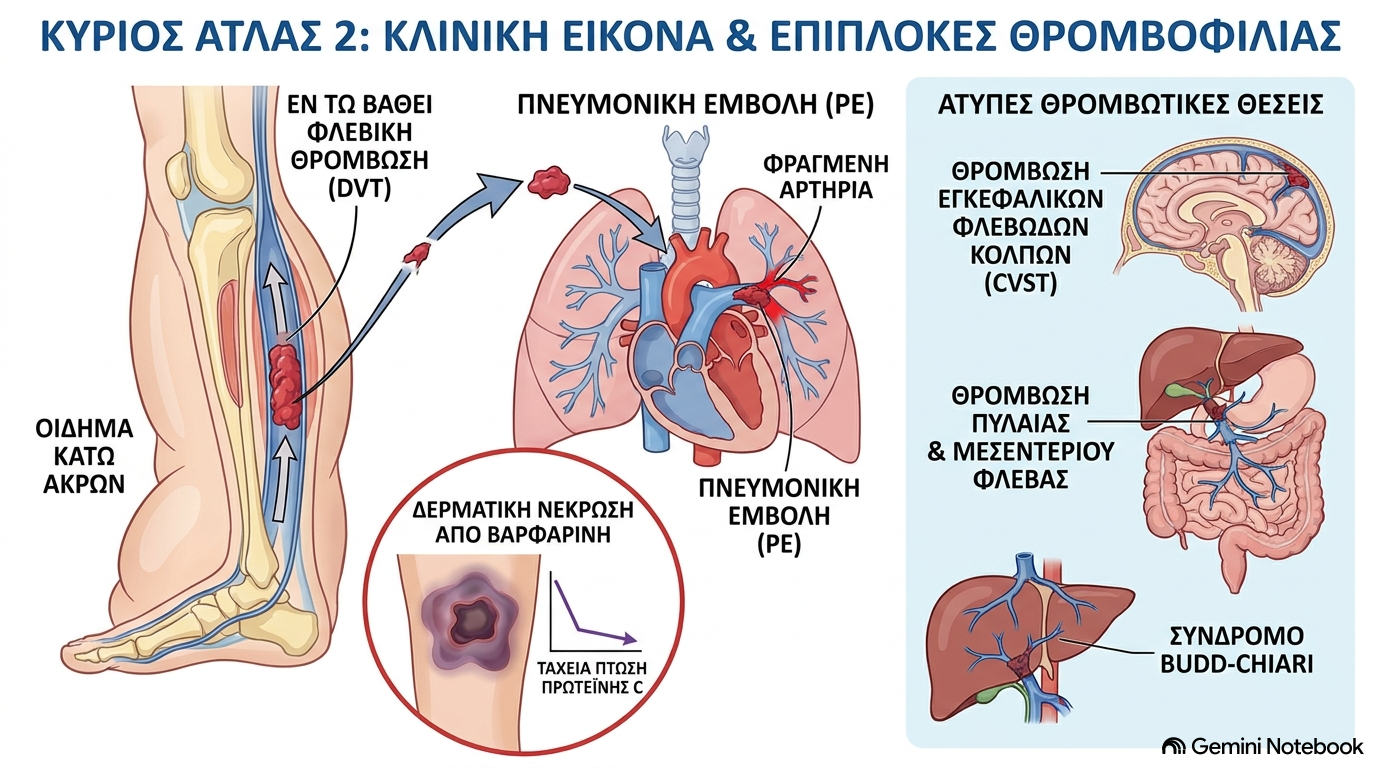 ΚΥΡΙΟΣ ΑΤΛΑΣ 2: ΚΛΙΝΙΚΗ ΕΙΚΟΝΑ & ΕΠΙΠΛΟΚΕΣ ΘΡΟΜΒΟΦΙΛΙΑΣ
ΕΝ ΤΩ ΒΑΘΕΙ
ΦΛΕΒΙΚΗ
ΘΡΟΜΒΩΣΗ
(DVT)
ΟΙΔΗΜΑ
ΚΑΤΩ
ΑΚΡΩΝ
ΠΝΕΥΜΟΝΙΚΗ ΕΜΒΟΛΗ (PE)
ΦΡΑΓΜΕΝΗ
ΑΡΤΗΡΙΑ
ΠΝΕΥΜΟΝΙΚΗ
ΕΜΒΟΛΗ
(PE)
ΔΕΡΜΑΤΙΚΗ ΝΕΚΡΩΣΗ
ΑΠΟ ΒΑΡΦΑΡΙΝΗ
ΤΑΧΕΙΑ ΠΤΩΣΗ
ΠΡΩΤΕΪΝΗΣ C
ΑΤΥΠΕΣ ΘΡΟΜΒΩΤΙΚΕΣ ΘΕΣΕΙΣ
ΘΡΟΜΒΩΣΗ
ΕΓΚΕΦΑΛΙΚΩΝ
ΦΛΕΒΩΔΩΝ
ΚΟΛΠΩΝ
(CVST)
ΘΡΟΜΒΩΣΗ
ΠΥΛΑΙΑΣ
& ΜΕΣΕΝΤΕΡΙΟΥ
ΦΛΕΒΑΣ
ΣΥΝΔΡΟΜΟ
BUDD-CHIARI
Gemini Notebook